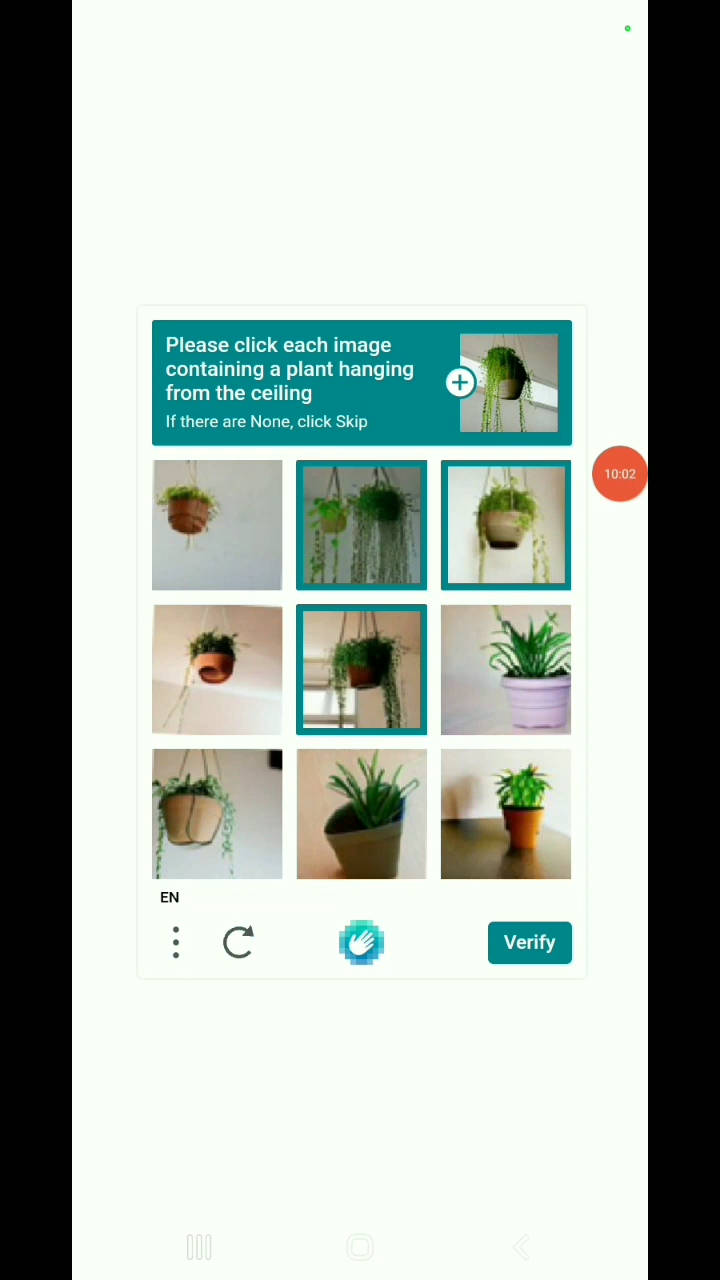 Please click each image
containing a plant hanging
from the ceiling
If there are None, click Skip
10:02
EN
Verify